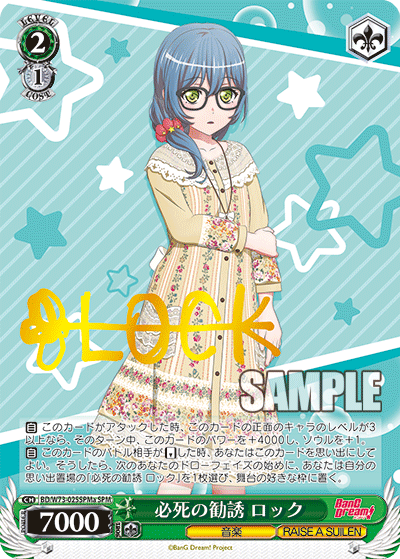 LEVEL
2
1
COST
LOCK
SAMPLE
自 このカードがアタックした時、このカードの正面のキャラのレベルが3
以上なら、そのターン中、このカードのパワーを+4000し、ソウルを+1。
自 このカードのバトル相手が[ ]した時、あなたはこのカードを思い出にして
よい。そうしたら、次のあなたのドローフェイズの始めに、あなたは自分の
思い出置場の「必死の勧誘 ロック」を1枚選び、舞台の好きな枠に置く。
CH BD/W73-025SPMa SPM
BanG Dream!
7000
必死の勧誘 ロック
音楽
RAISE A SUILEN
©BanG Dream! Project